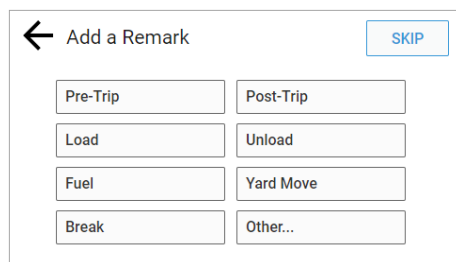 Add a Remark
SKIP
Pre-Trip
Post-Trip
Load
Unload
Fuel
Yard Move
Break
Other...